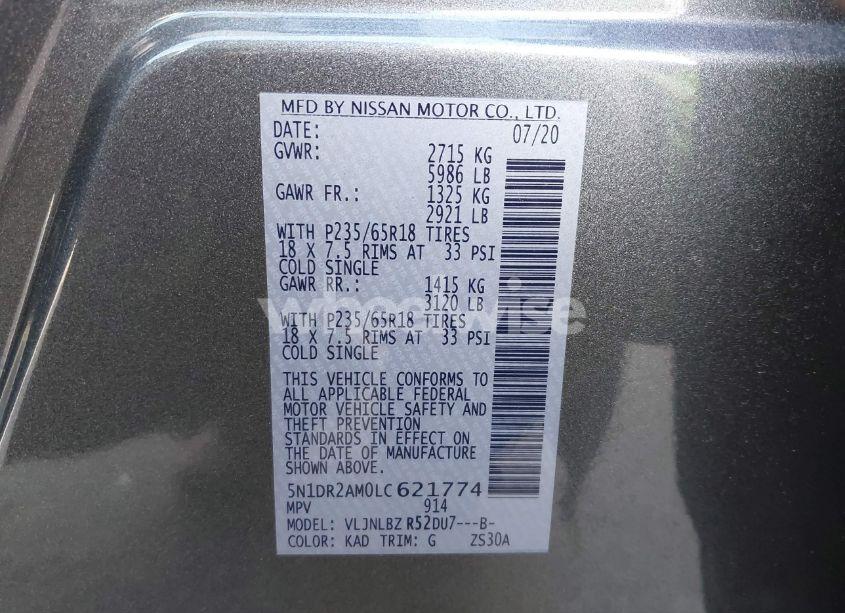 MFD BY NISSAN MOTOR CO., LTD.
DATE: 07/20
GVWR: 2715 KG
5986 LB
GAWR FR.: 1325 KG
2921 LB
WITH P235/65R18 TIRES
18 X 7.5 RIMS AT 33 PSI
COLD SINGLE
GAWR RR.: 1415 KG
3120 LB
wheelwise
WITH P235/65R18 TIRES
18 X 7.5 RIMS AT 33 PSI
COLD SINGLE
THIS VEHICLE CONFORMS TO
ALL APPLICABLE FEDERAL
MOTOR VEHICLE SAFETY AND
THEFT PREVENTION
STANDARDS IN EFFECT ON
THE DATE OF MANUFACTURE
SHOWN ABOVE.
5N1DR2AM0LC621774
MPV 914
MODEL: VLJNLBZ R52DU7---B-
COLOR: KAD TRIM: G ZS30A